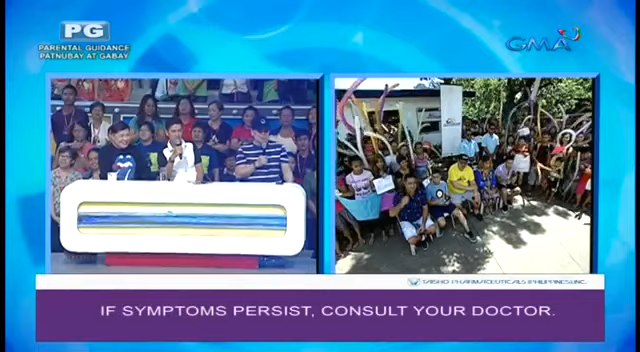 PG
PARENTAL GUIDANCE
PATNUBAY AT GABAY
GMA
TAISHO PHARMACEUTICALS (PHILIPPINES), INC.
IF SYMPTOMS PERSIST, CONSULT YOUR DOCTOR.